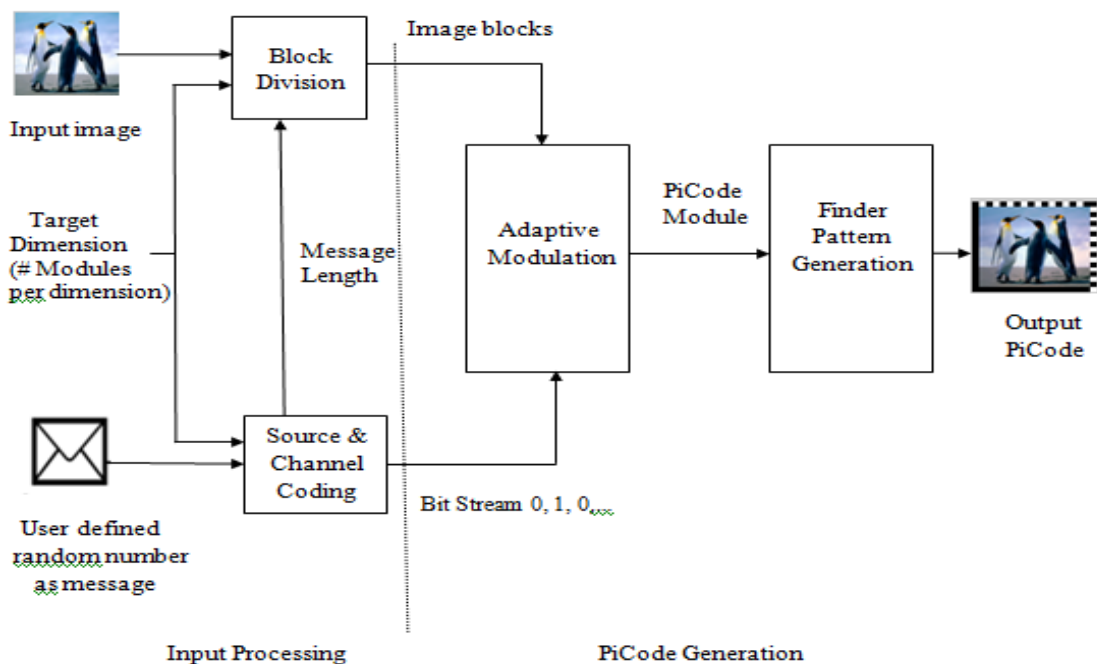 Input image
Block
Division
Image blocks
Target
Dimension
(# Modules
per dimension)
Message
Length
Adaptive
Modulation
PiCode
Module
Finder
Pattern
Generation
Output
PiCode
User defined
random number
as message
Source &
Channel
Coding
Bit Stream 0, 1, 0,...
Input Processing
PiCode Generation